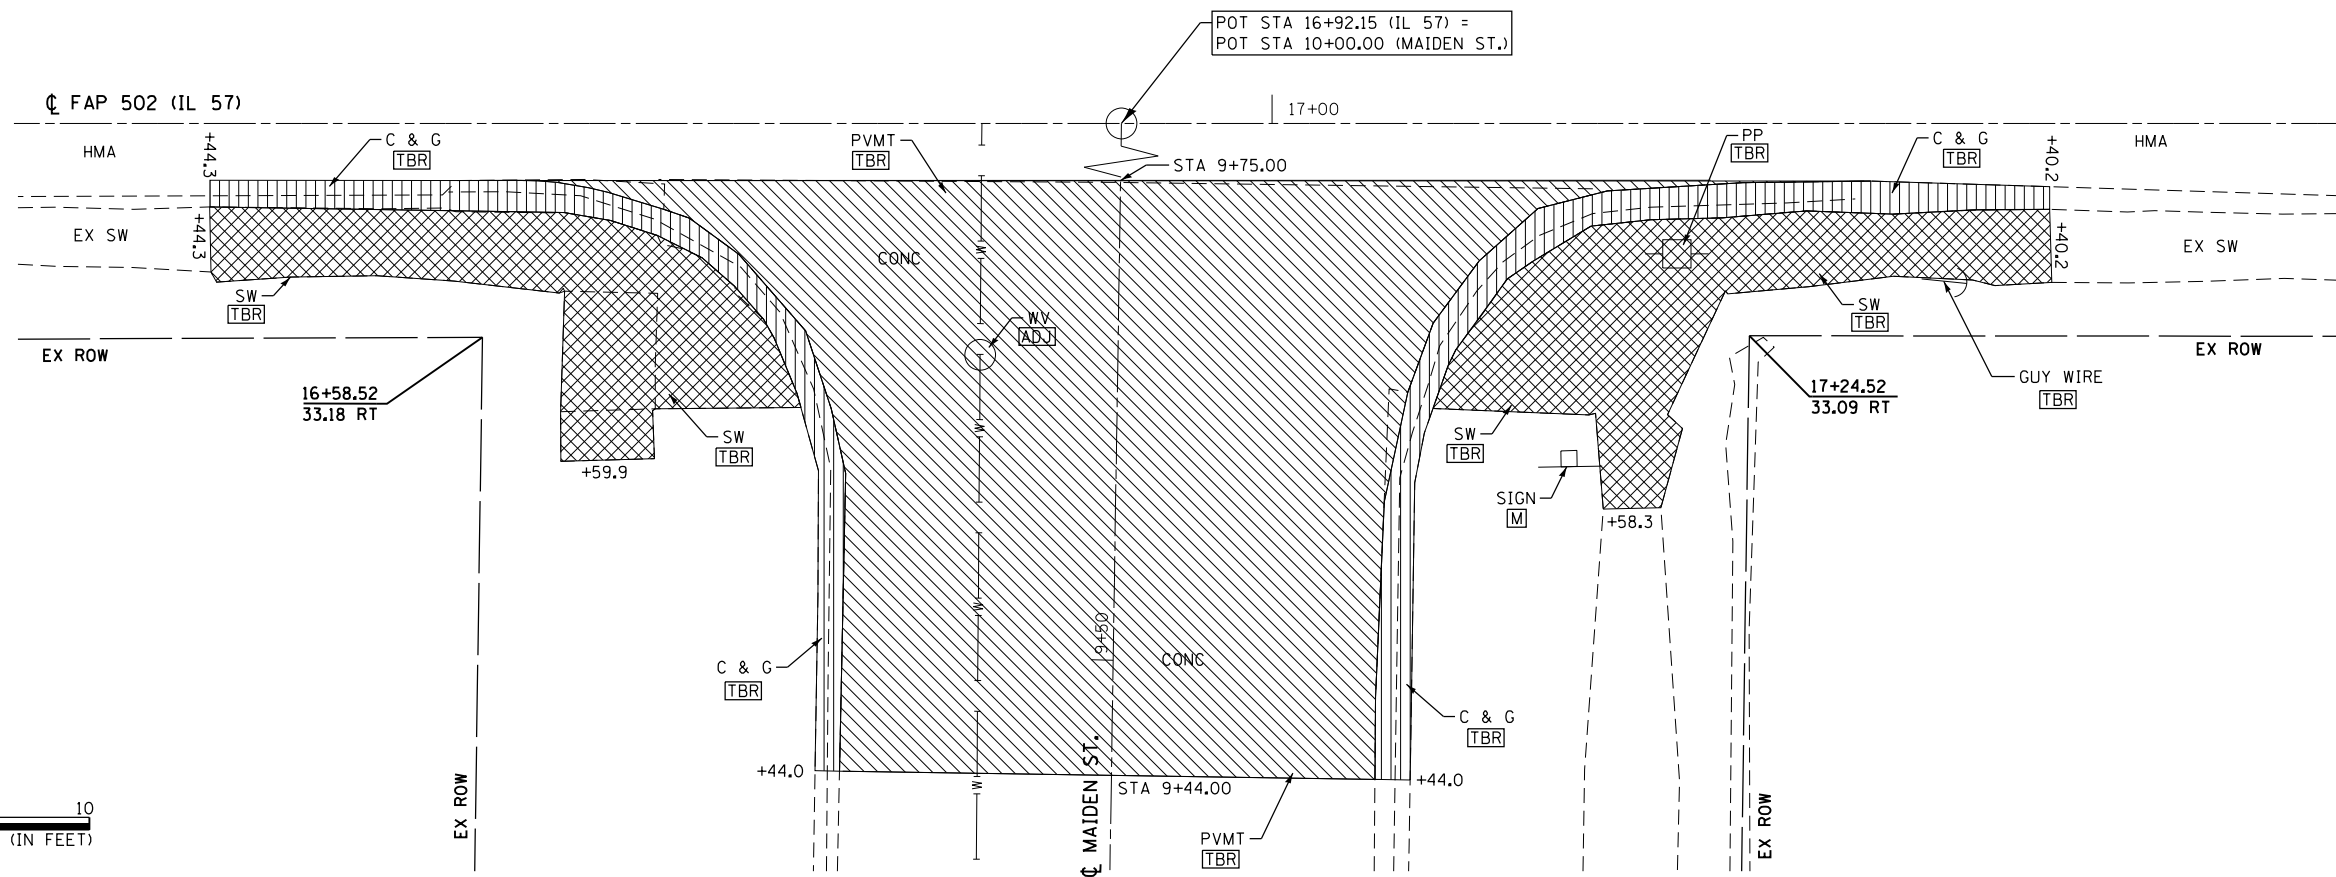 POT STA 16+92.15 (IL 57) =
POT STA 10+00.00 (MAIDEN ST.)
℄ FAP 502 (IL 57)
17+00
HMA
+44.3
C & G
TBR
PVMT
TBR
STA 9+75.00
PP
TBR
C & G
TBR
+40.2
HMA
EX SW
+44.3
CONC
W
+40.2
EX SW
SW
TBR
WV
ADJ
SW
TBR
EX ROW
EX ROW
16+58.52
33.18 RT
GUY WIRE
TBR
17+24.52
33.09 RT
W
SW
TBR
SW
TBR
+59.9
SIGN
M
+58.3
W
9+50
CONC
C & G
TBR
C & G
TBR
+44.0
W
STA 9+44.00
+44.0
EX ROW
℄ MAIDEN ST.
EX ROW
10
(IN FEET)
PVMT
TBR